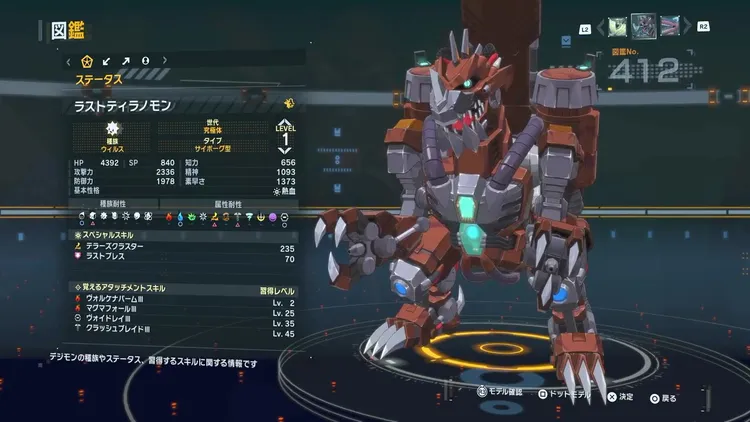 図鑑
L2
R2
図鑑No.
412
ステータス
ラストティラノモン
種族
ウィルス
世代
究極体
タイプ
サイボーグ型
LEVEL
1
HP 4392 SP 840 知力 656
攻撃力 2336 精神 1093
防御力 1978 素早さ 1373
基本性格 熱血
種族耐性 属性耐性
スペシャルスキル
テラーズクラスター 235
ラストブレス 70
覚えるアタッチメントスキル 習得レベル
ヴォルケナパームⅢ Lv. 2
マグマフォールⅢ Lv. 25
ヴォイドレイⅢ Lv. 35
クラッシュブレイドⅢ Lv. 45
デジモンの種族やステータス、習得するスキルに関する情報です
モデル確認 ドットモデル 決定 戻る